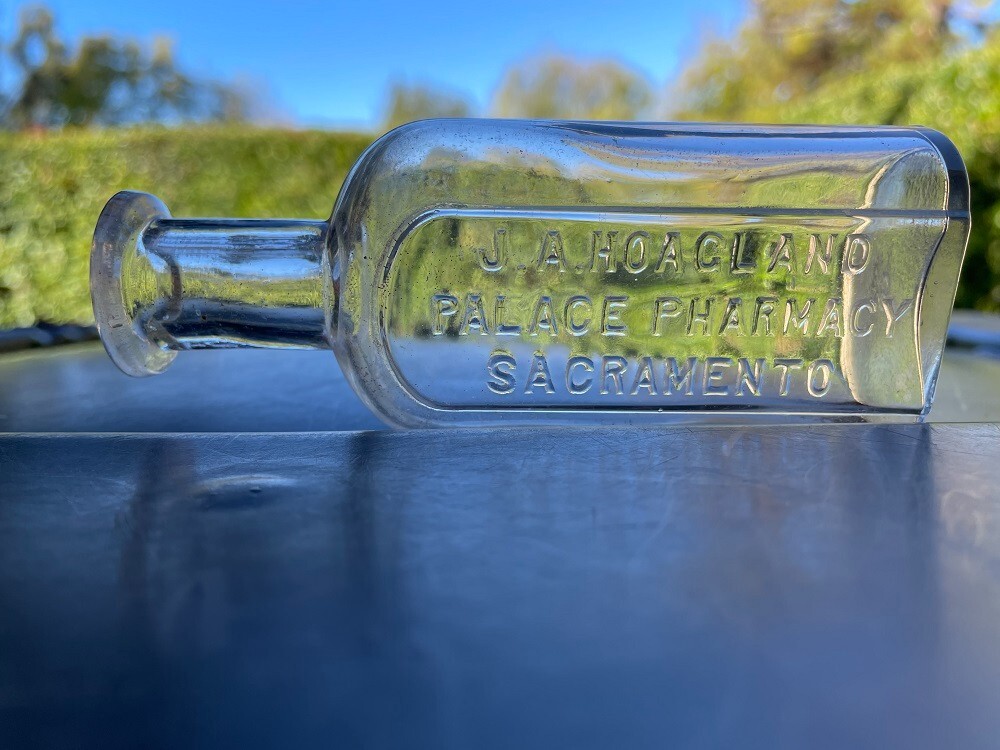 J. A. HOAGLAND
PALACE PHARMACY
SACRAMENTO